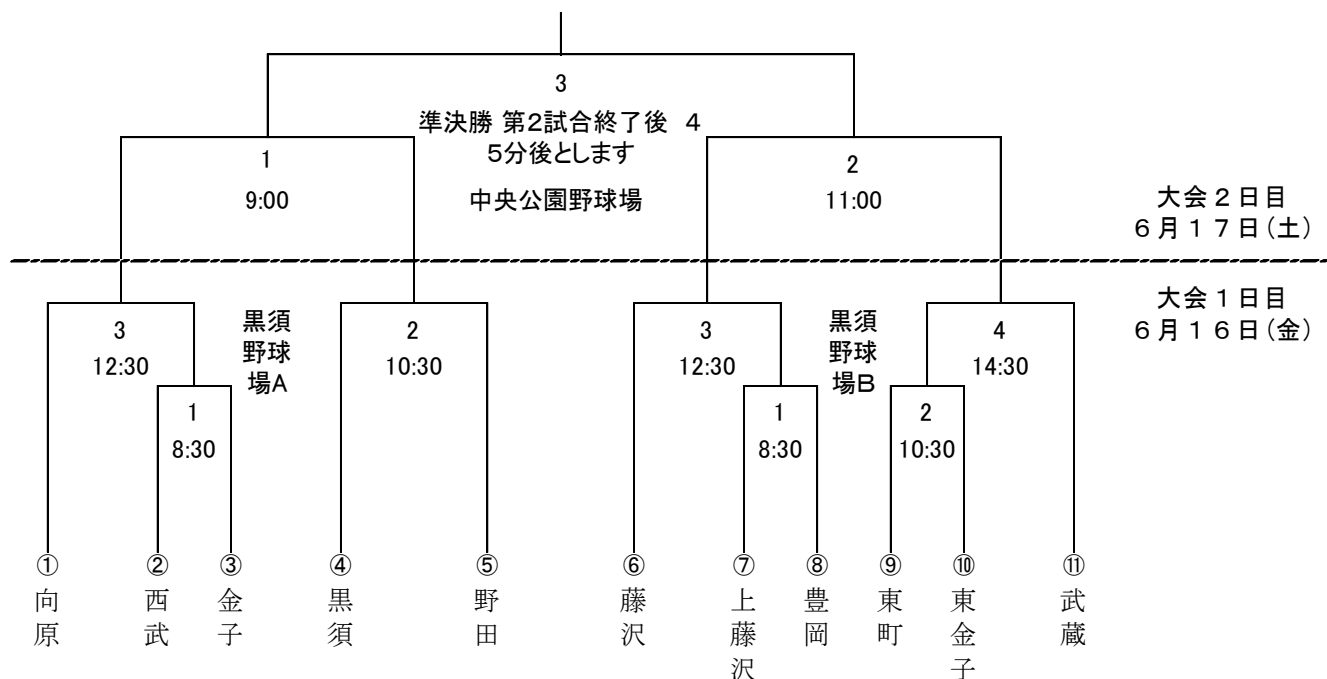 3
準決勝 第2試合終了後 4
5分後とします
1
9:00
中央公園野球場
2
11:00
大会２日目
６月１７日(土)
大会１日目
６月１６日(金)
3
12:30
黒須
野球
場A
2
10:30
3
12:30
黒須
野球
場B
4
14:30
1
8:30
1
8:30
2
10:30
①
向原
②
西武
③
金子
④
黒須
⑤
野田
⑥
藤沢
⑦
上藤沢
⑧
豊岡
⑨
東町
⑩
東金子
⑪
武蔵